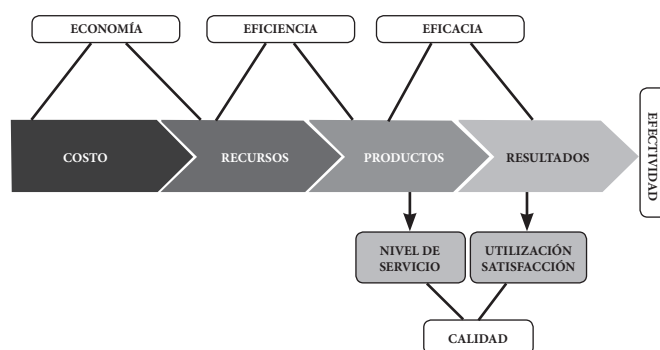 ECONOMÍA
EFICIENCIA
EFICACIA
COSTO
RECURSOS
PRODUCTOS
RESULTADOS
EFECTIVIDAD
NIVEL DE
SERVICIO
UTILIZACIÓN
SATISFACCIÓN
CALIDAD